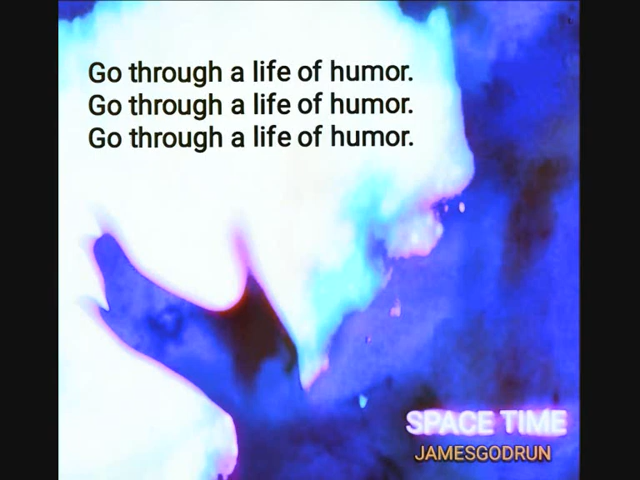 Go through a life of humor.
Go through a life of humor.
Go through a life of humor.
SPACE TIME
JAMESGODRUN